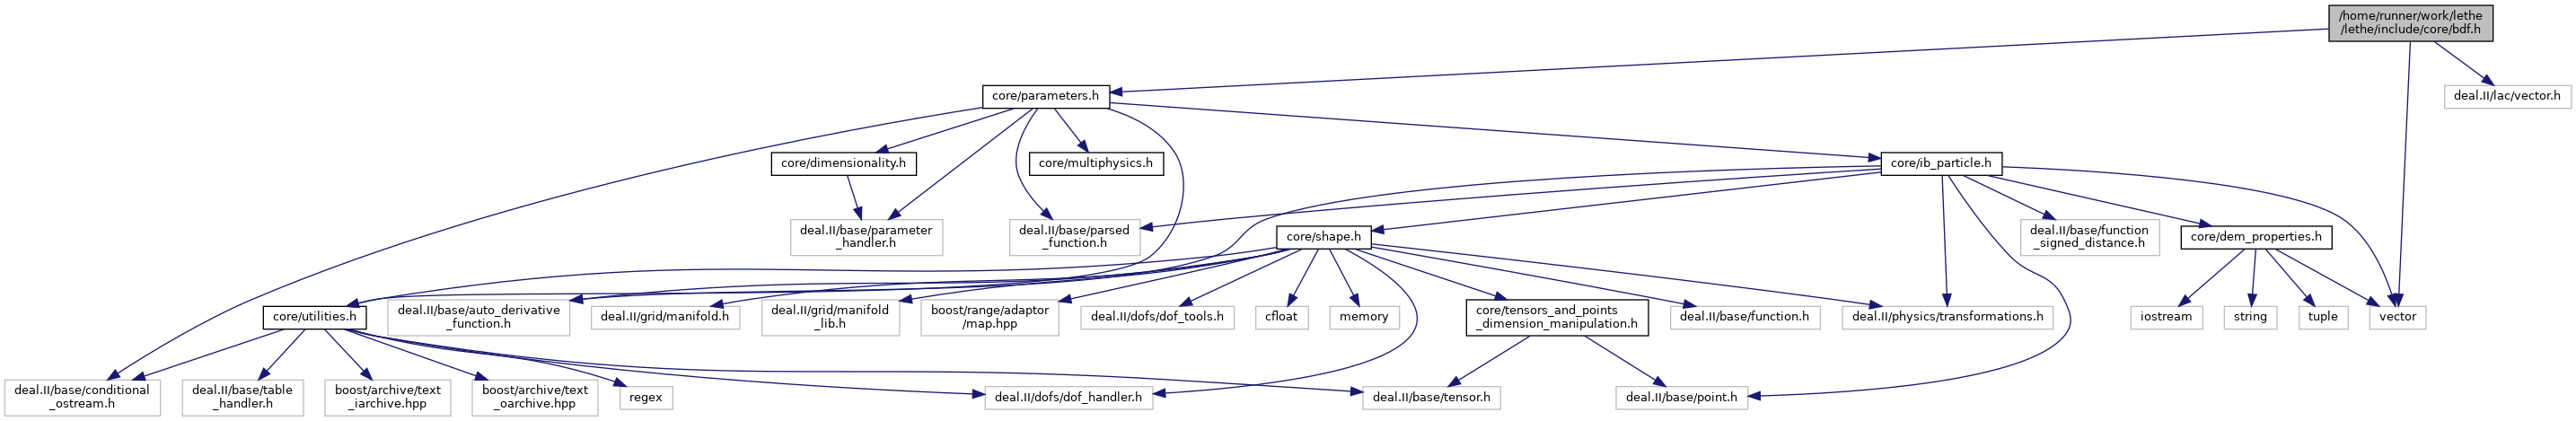 /home/runner/work/lethe
/lethe/include/core/bdf.h
core/parameters.h
deal.II/lac/vector.h
core/dimensionality.h
core/multiphysics.h
core/ib_particle.h
deal.II/base/parameter
_handler.h
deal.II/base/parsed
_function.h
core/shape.h
deal.II/base/function
_signed_distance.h
core/dem_properties.h
core/utilities.h
deal.II/base/auto_derivative
_function.h
deal.II/grid/manifold.h
deal.II/grid/manifold
_lib.h
boost/range/adaptor
/map.hpp
deal.II/dofs/dof_tools.h
cfloat
memory
core/tensors_and_points
_dimension_manipulation.h
deal.II/base/function.h
deal.II/physics/transformations.h
iostream
string
tuple
vector
deal.II/base/conditional
_ostream.h
deal.II/base/table
_handler.h
boost/archive/text
_iarchive.hpp
boost/archive/text
_oarchive.hpp
regex
deal.II/dofs/dof_handler.h
deal.II/base/tensor.h
deal.II/base/point.h